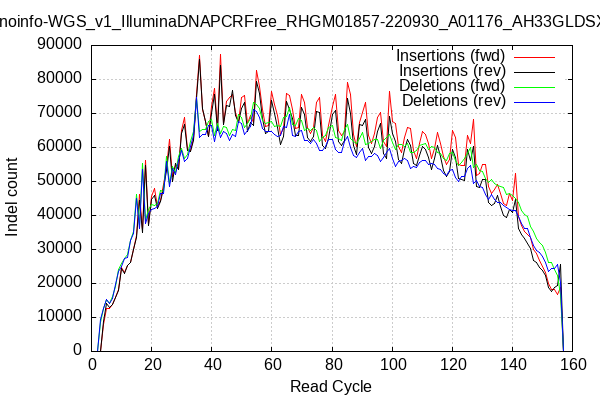 noinfo-WGS_v1_IlluminaDNAPCRFree_RHGM01857-220930_A01176_AH33GLDSX
Insertions (fwd)
Insertions (rev)
Deletions (fwd)
Deletions (rev)
Indel count
90000
80000
70000
60000
50000
40000
30000
20000
10000
0
0 20 40 60 80 100 120 140 160
Read Cycle